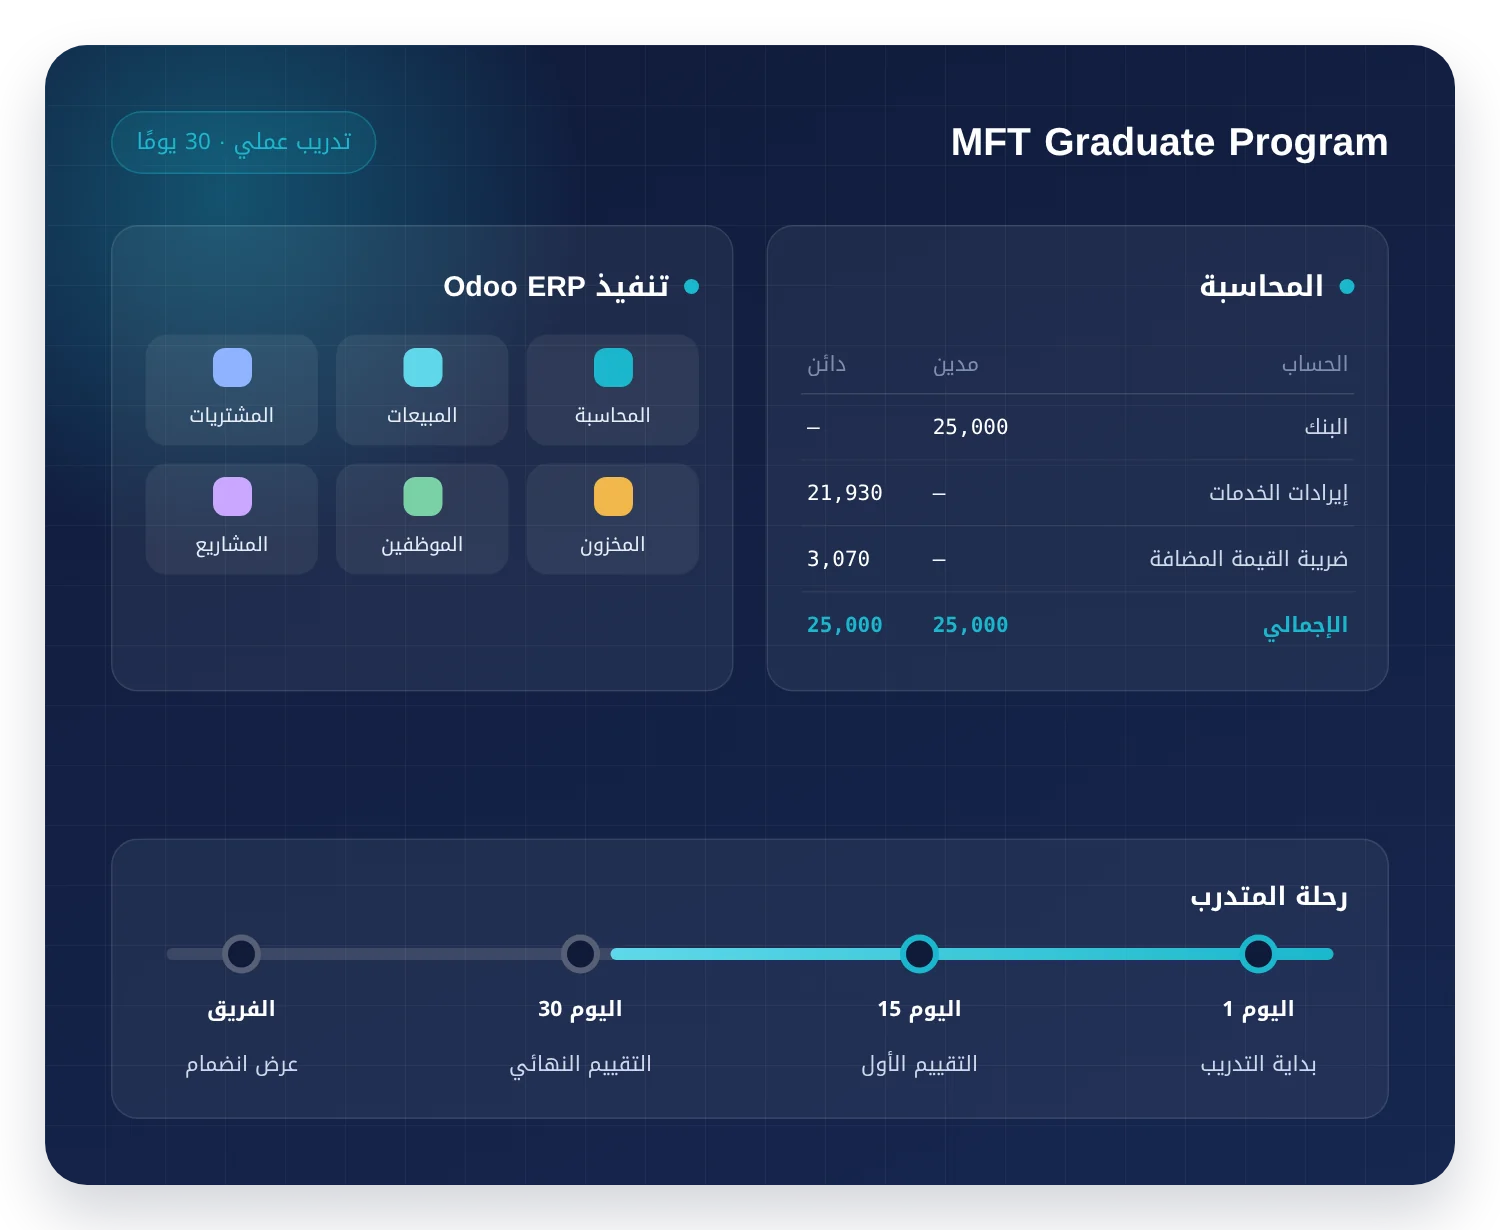 MFT Graduate Program
تدريب عملي · 30 يومًا
المحاسبة
الحساب مدين دائن
البنك 25,000 –
إيرادات الخدمات – 21,930
ضريبة القيمة المضافة – 3,070
الإجمالي 25,000 25,000
تنفيذ Odoo ERP
المحاسبة المبيعات المشتريات
المخزون الموظفين المشاريع
رحلة المتدرب
اليوم 1 اليوم 15 اليوم 30 الفريق
بداية التدريب التقييم الأول التقييم النهائي عرض انضمام